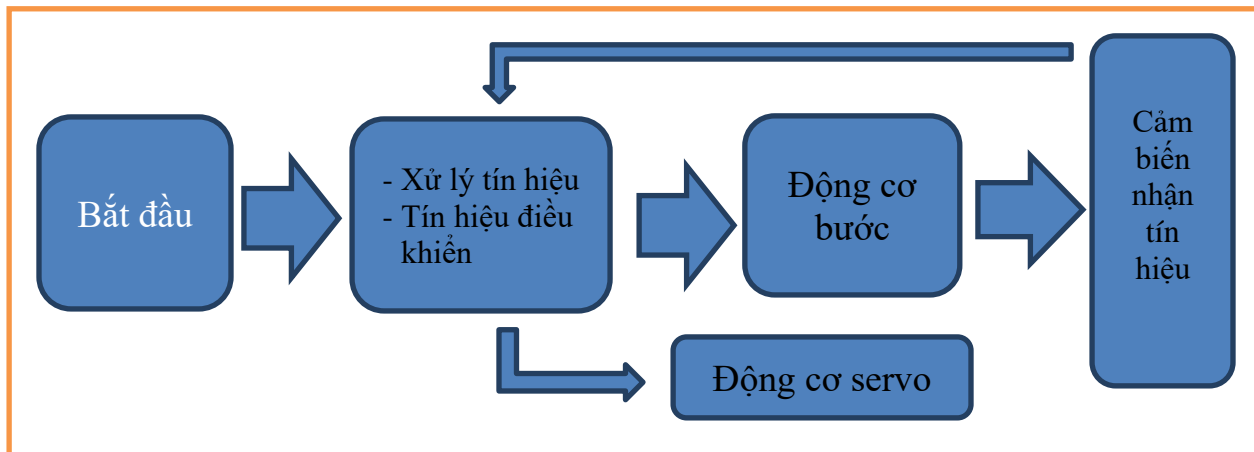 Bắt đầu
- Xử lý tín hiệu
- Tín hiệu điều
khiển
Động cơ
bước
Cảm
biến
nhận
tín
hiệu
Động cơ servo